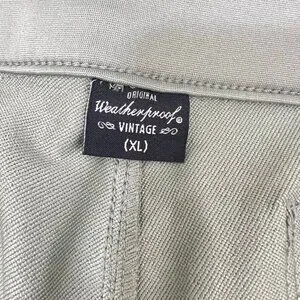 ORIGINAL
Weatherproof®
VINTAGE
(XL)